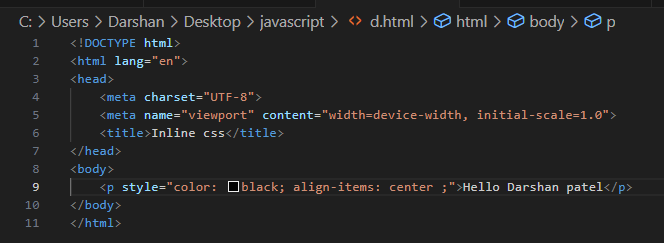 C: > Users > Darshan > Desktop > javascript > <> d.html > html > body > p
1 <!DOCTYPE html>
2 <html lang="en">
3 <head>
4     <meta charset="UTF-8">
5     <meta name="viewport" content="width=device-width, initial-scale=1.0">
6     <title>Inline css</title>
7 </head>
8 <body>
9     <p style="color: black; align-items: center ;">Hello Darshan patel</p>
10 </body>
11 </html>